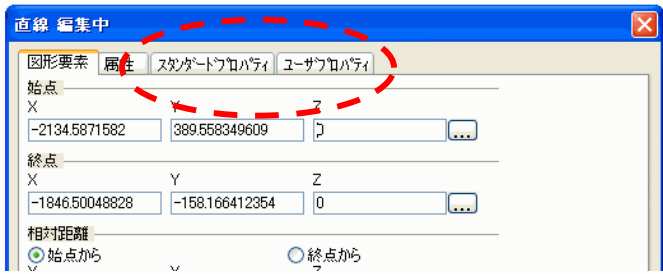 直線 編集中
図形要素 属性 ｽﾀﾝﾀﾞｰﾄﾞﾌﾟﾛﾊﾟﾃｨ ﾕｰｻﾞﾌﾟﾛﾊﾟﾃｨ
始点
X Y Z
-2134.5871582 389.558349609 ...
終点
X Y Z
-1846.50048828 -158.166412354 0 ...
相対距離
始点から 終点から
X Y Z